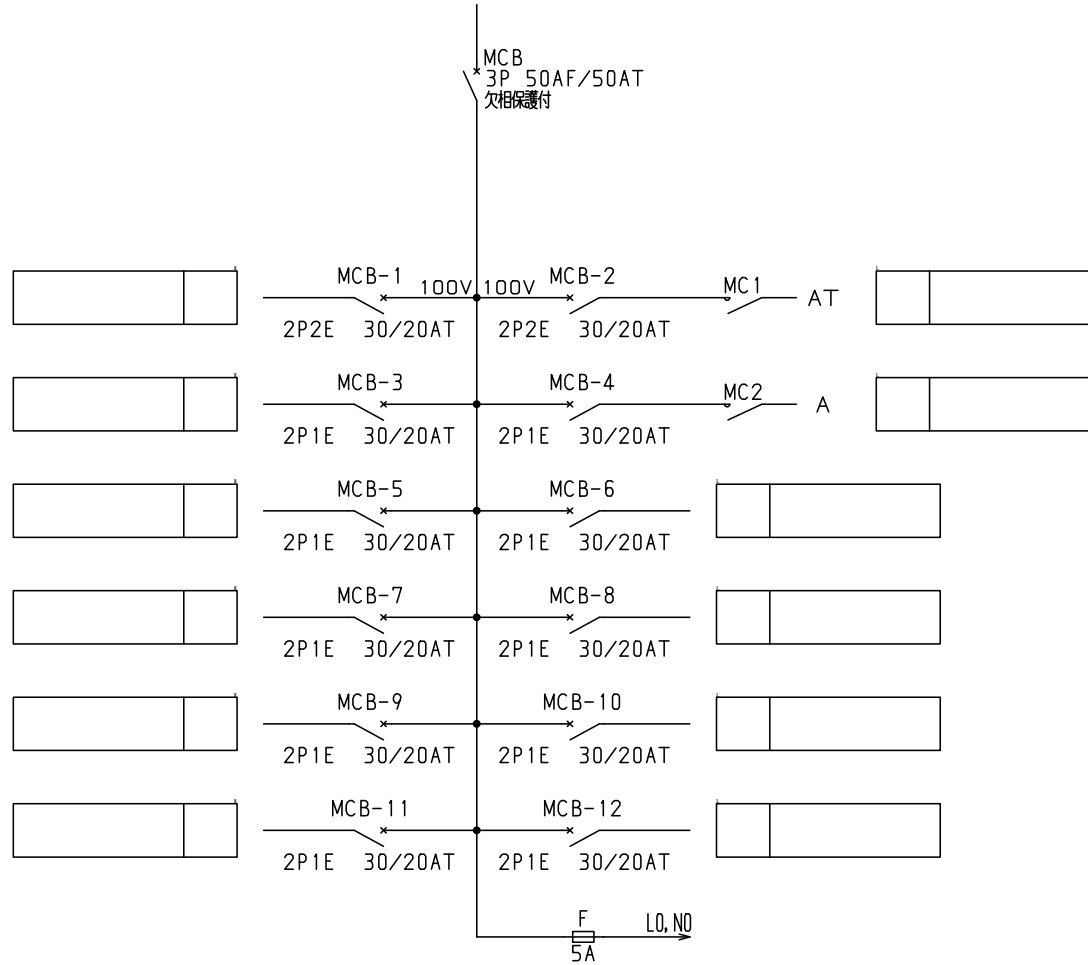 MCB
3P 50AF/50AT
欠相保護付
MCB-1
100V
100V
MCB-2
MC1
AT
2P2E 30/20AT
2P2E 30/20AT
MCB-3
MCB-4
MC2
A
2P1E 30/20AT
2P1E 30/20AT
MCB-5
MCB-6
2P1E 30/20AT
2P1E 30/20AT
MCB-7
MCB-8
2P1E 30/20AT
2P1E 30/20AT
MCB-9
MCB-10
2P1E 30/20AT
2P1E 30/20AT
MCB-11
MCB-12
2P1E 30/20AT
2P1E 30/20AT
F
L0,N0
5A